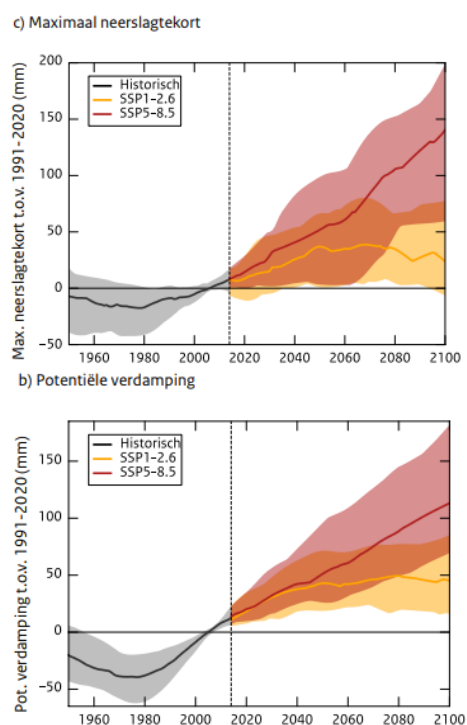 c) Maximaal neerslagtekort
Max. neerslagtekort t.o.v. 1991-2020 (mm)
200
150
100
50
0
−50
Historisch
SSP1−2.6
SSP5−8.5
1960 1980 2000 2020 2040 2060 2080 2100
b) Potentiële verdamping
Pot. verdamping t.o.v. 1991-2020 (mm)
150
100
50
0
−50
Historisch
SSP1−2.6
SSP5−8.5
1960 1980 2000 2020 2040 2060 2080 2100